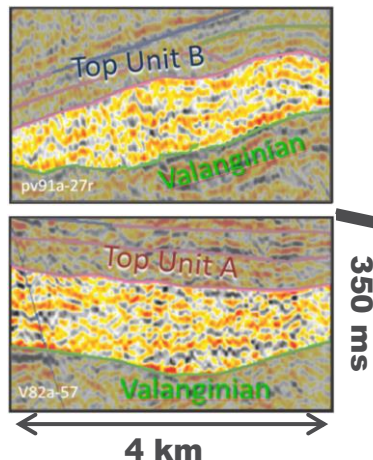 Top Unit B
Valanginian
pv91a-27r
Top Unit A
350 ms
Valanginian
V82a-57
4 km